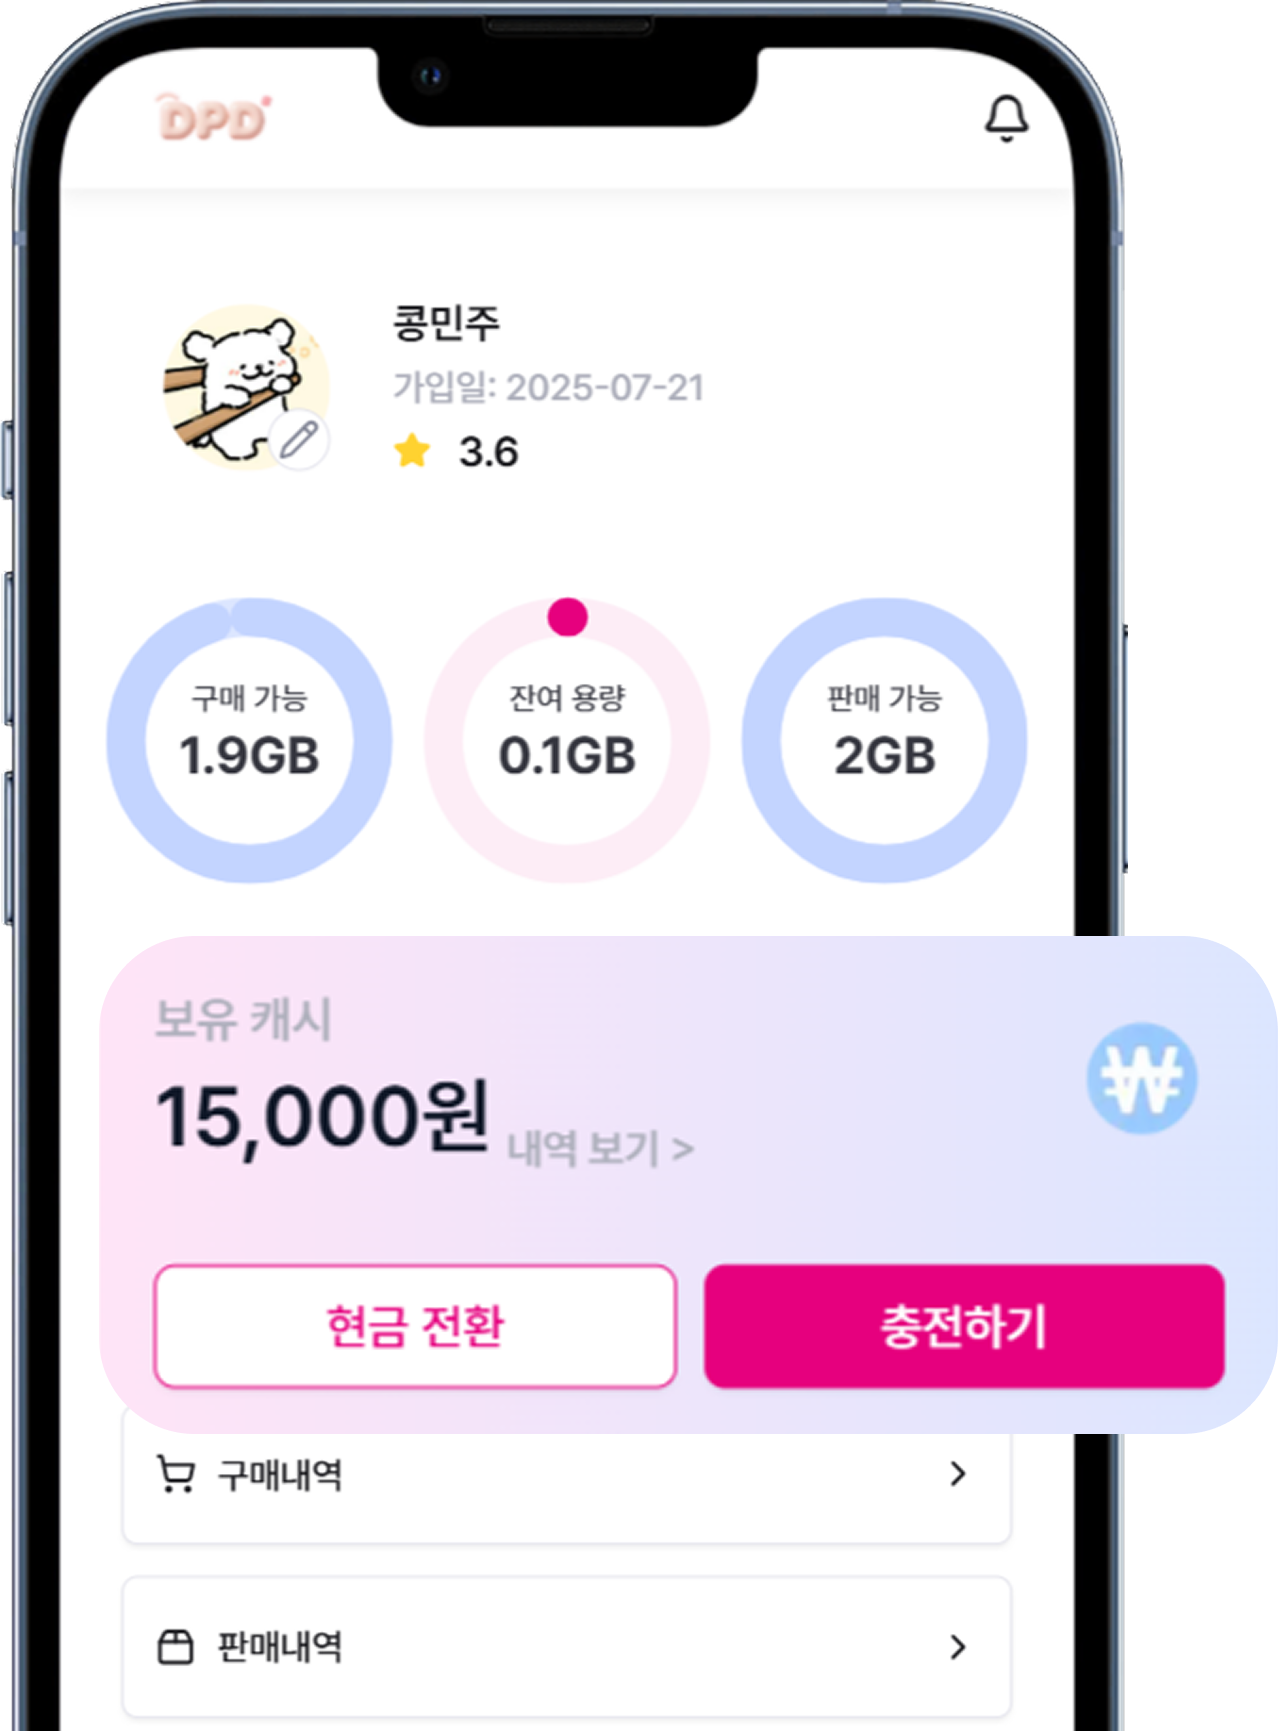 DPD
콩민주
가입일: 2025-07-21
3.6
구매 가능
1.9GB
잔여 용량
0.1GB
판매 가능
2GB
보유 캐시
₩
15,000원 내역 보기 >
현금 전환
충전하기
구매내역
판매내역